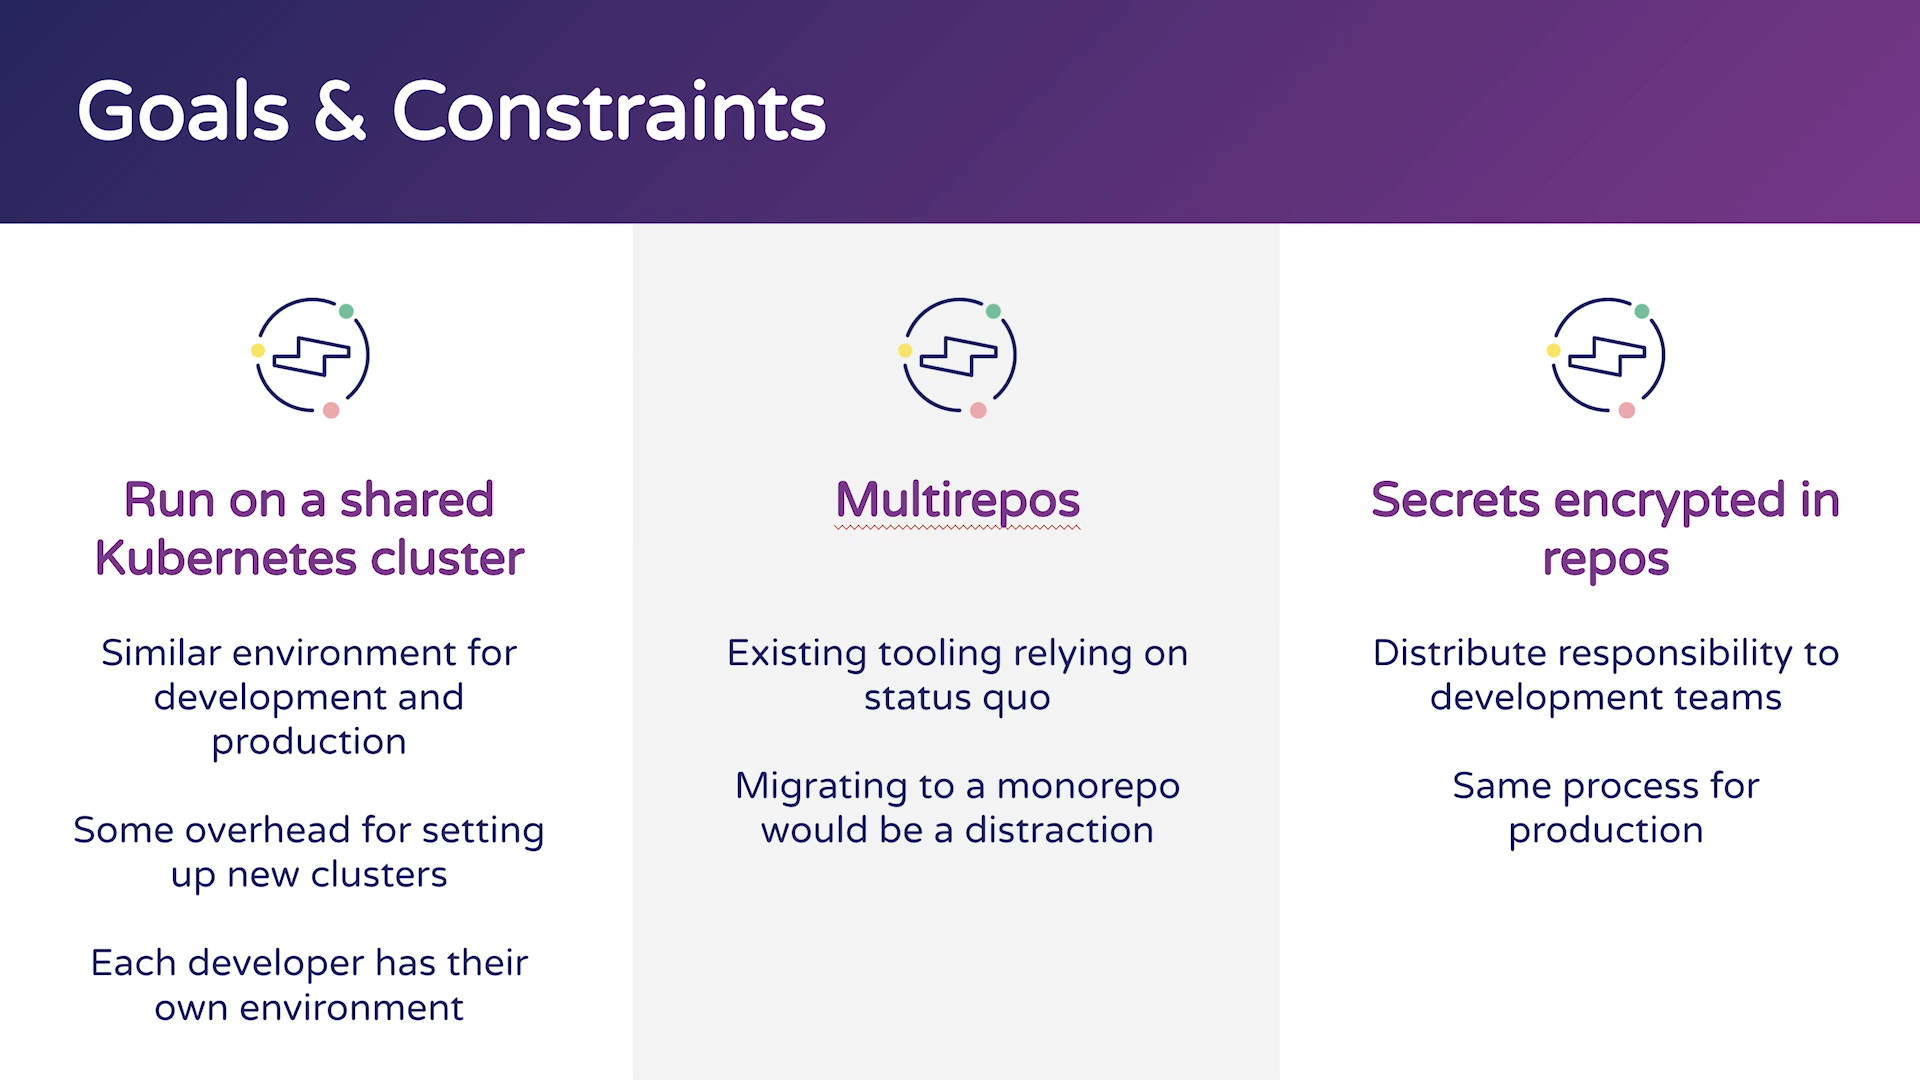 Goals & Constraints
Run on a shared
Kubernetes cluster
Similar environment for
development and
production
Some overhead for setting
up new clusters
Each developer has their
own environment
Multirepos
Existing tooling relying on
status quo
Migrating to a monorepo
would be a distraction
Secrets encrypted in
repos
Distribute responsibility to
development teams
Same process for
production